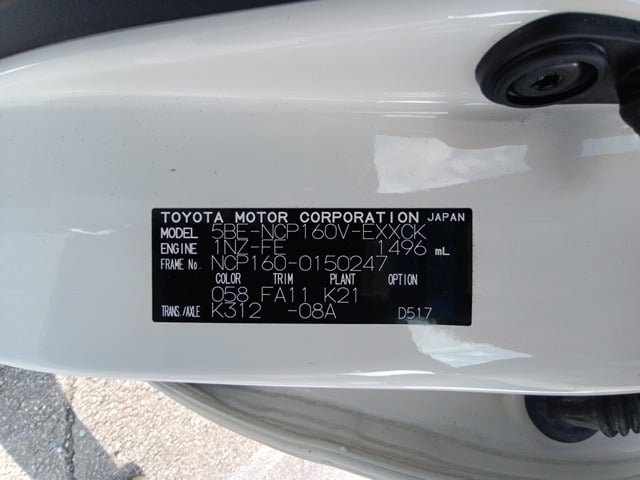 TOYOTA MOTOR CORPORATION JAPAN
MODEL 5BE-NCP160V-EXXCK
ENGINE 1NZ-FE 1496 mL
FRAME No. NCP160-0150247
COLOR TRIM PLANT OPTION
058 FA11 K21
TRANS./AXLE K312 -08A D517